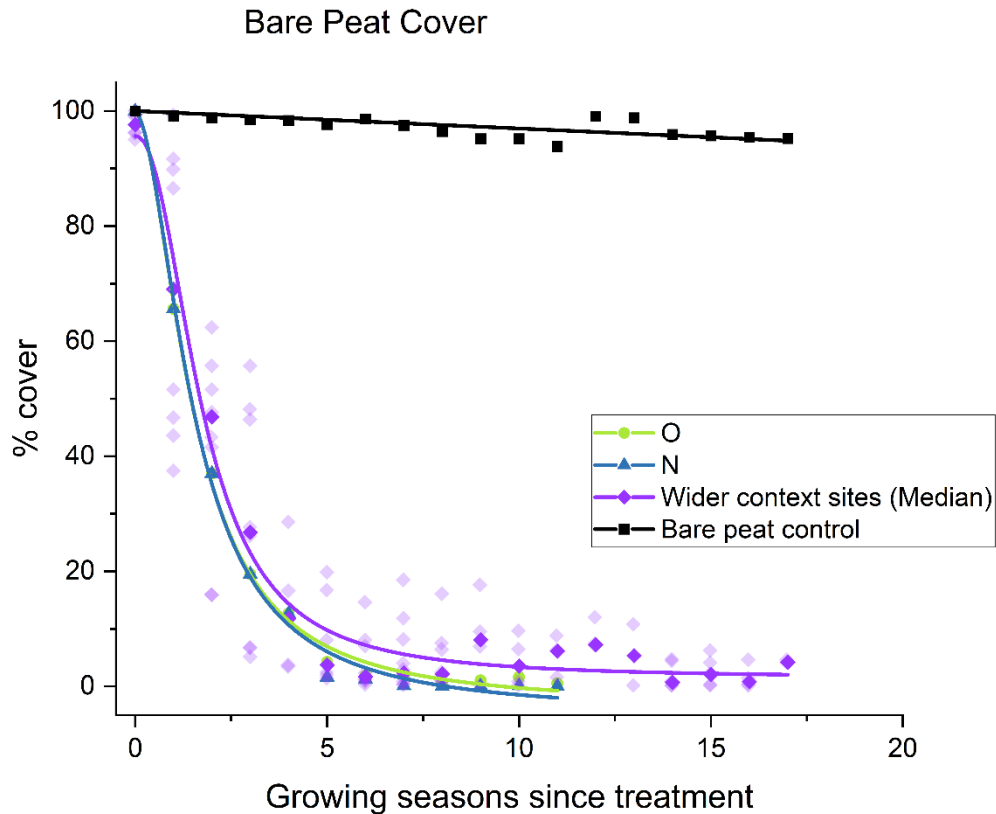 Bare Peat Cover
100
80
60
40
20
0
% cover
O
N
Wider context sites (Median)
Bare peat control
0
5
10
15
20
Growing seasons since treatment